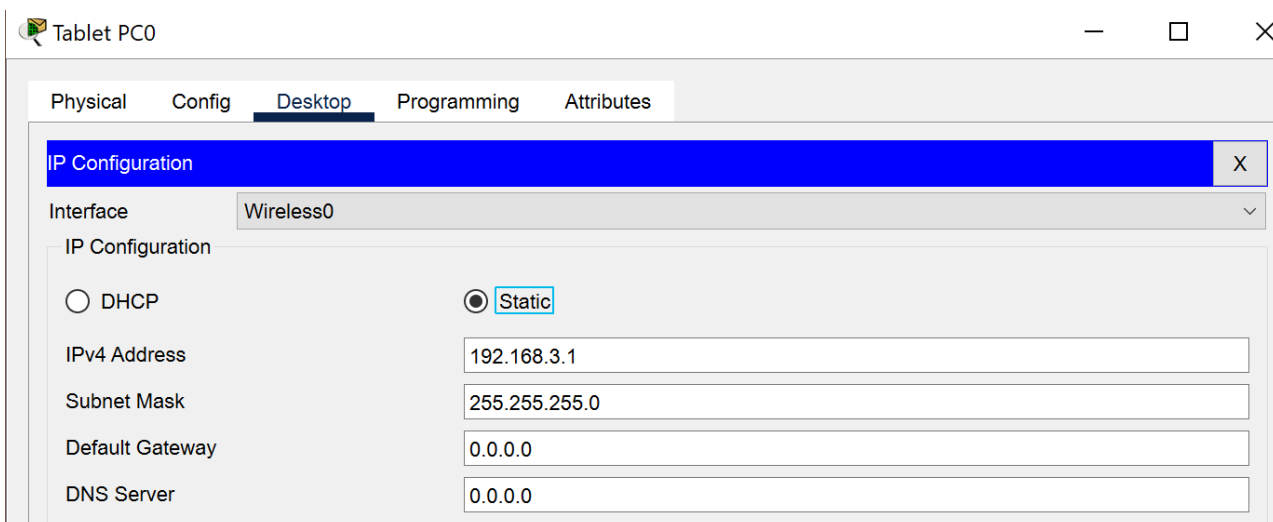 Tablet PC0
Physical Config Desktop Programming Attributes
IP Configuration X
Interface Wireless0
IP Configuration
DHCP Static
IPv4 Address 192.168.3.1
Subnet Mask 255.255.255.0
Default Gateway 0.0.0.0
DNS Server 0.0.0.0